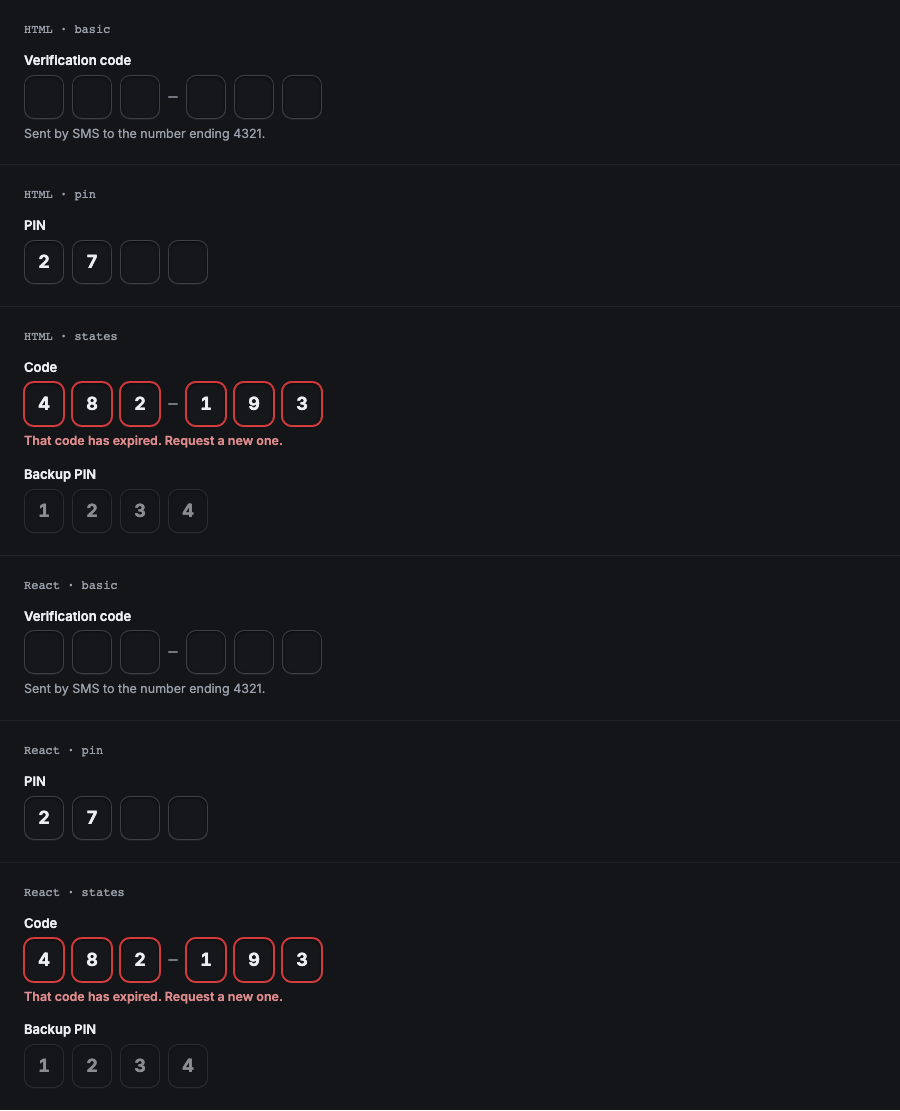 HTML · basic
Verification code
–
Sent by SMS to the number ending 4321.
HTML · pin
PIN
2 7
HTML · states
Code
4 8 2 – 1 9 3
That code has expired. Request a new one.
Backup PIN
1 2 3 4
React · basic
Verification code
–
Sent by SMS to the number ending 4321.
React · pin
PIN
2 7
React · states
Code
4 8 2 – 1 9 3
That code has expired. Request a new one.
Backup PIN
1 2 3 4